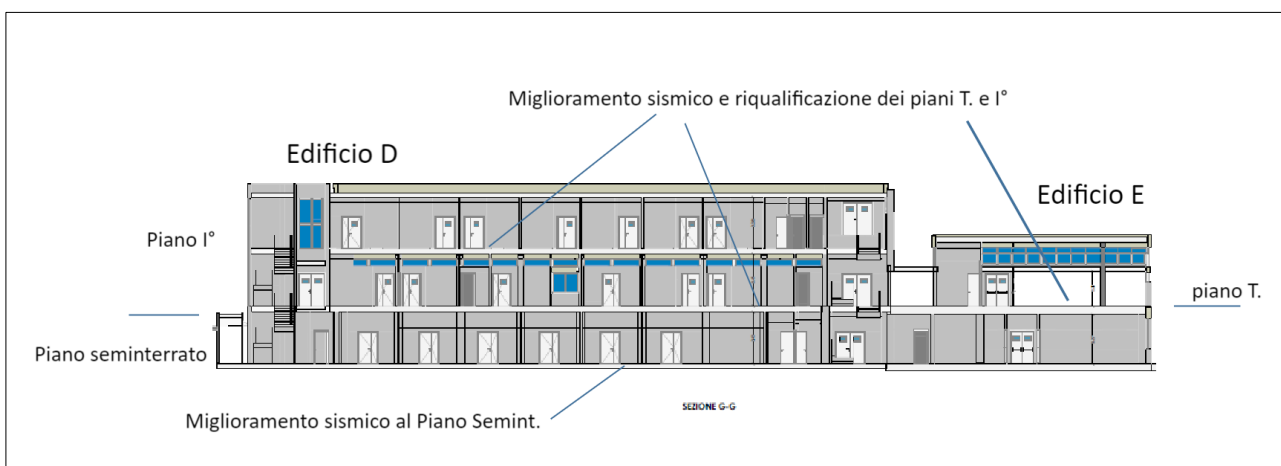 Miglioramento sismico e riqualificazione dei piani T. e I°
Edificio D
Edificio E
Piano I°
piano T.
Piano seminterrato
SEZIONE G-G
Miglioramento sismico al Piano Semint.